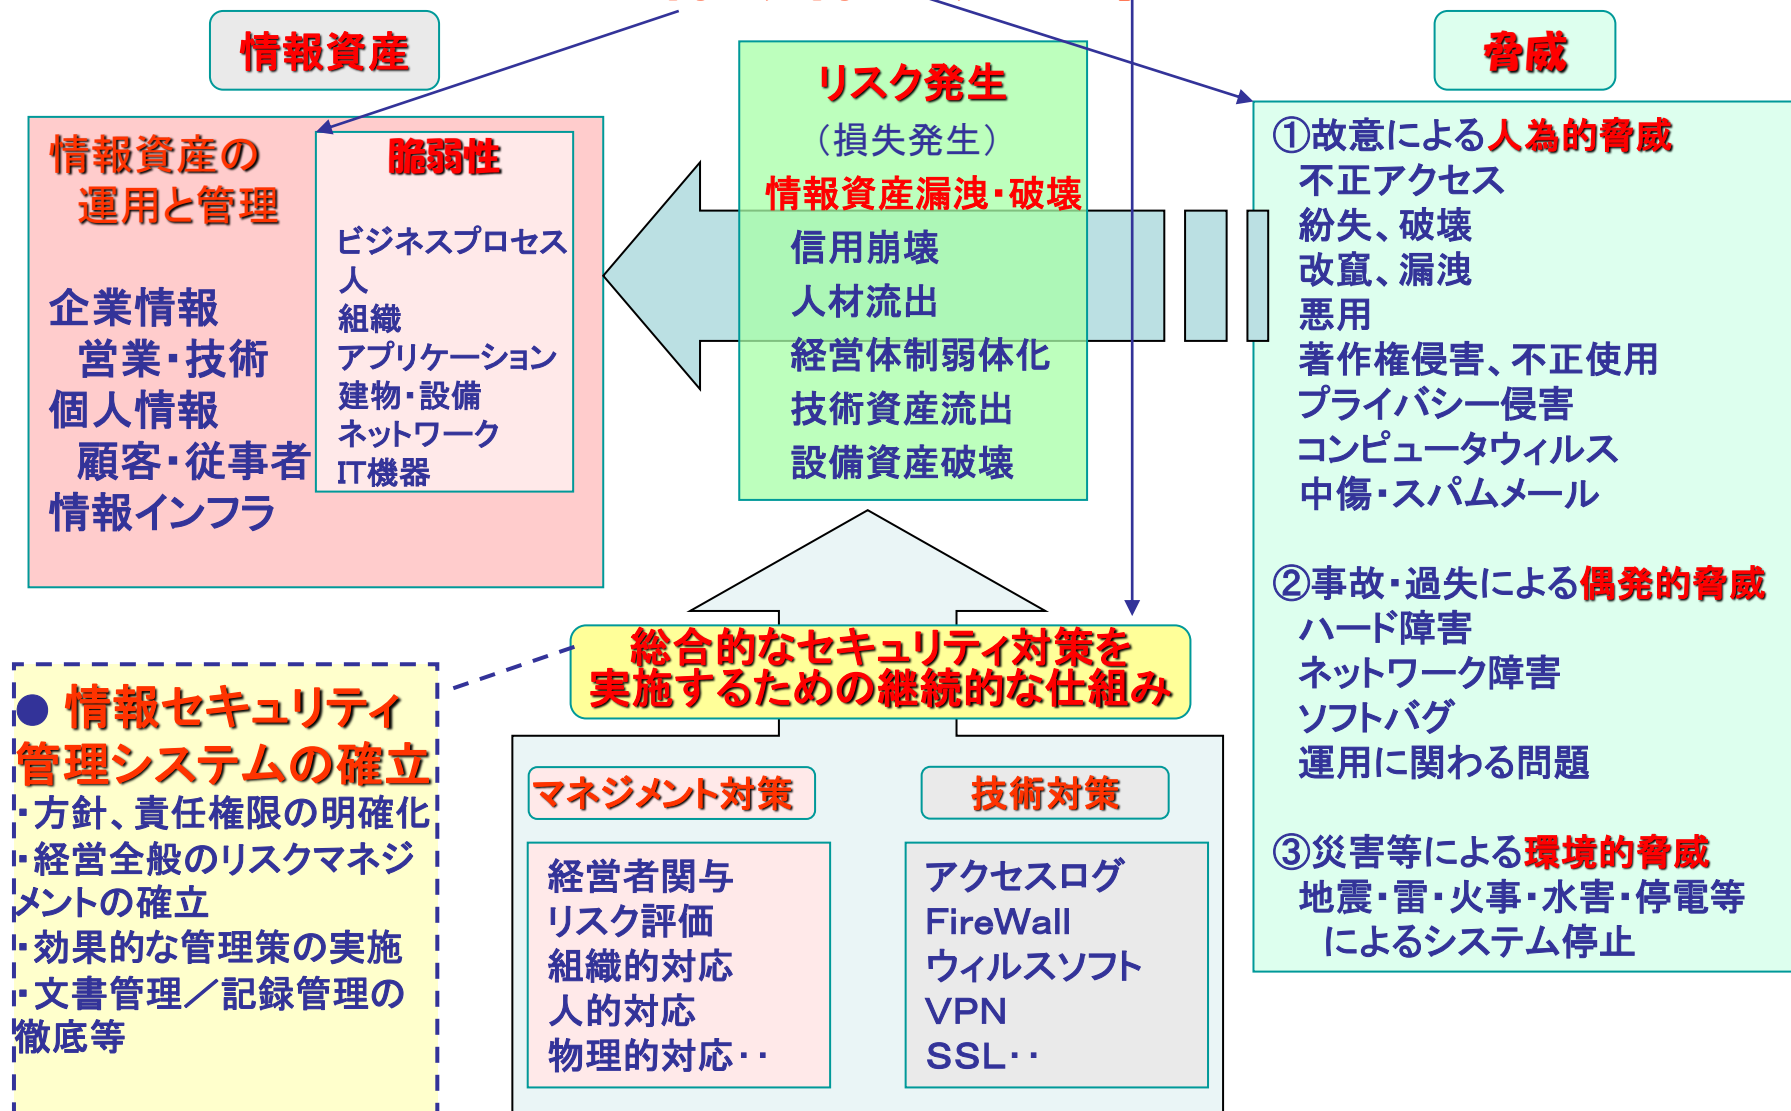 情報資産
情報資産の
運用と管理
企業情報
営業・技術
個人情報
顧客・従事者
情報インフラ
脆弱性
ビジネスプロセス
人
組織
アプリケーション
建物・設備
ネットワーク
IT機器
リスク発生
（損失発生）
情報資産漏洩・破壊
信用崩壊
人材流出
経営体制弱体化
技術資産流出
設備資産破壊
脅威
①故意による人為的脅威
不正アクセス
紛失、破壊
改竄、漏洩
悪用
著作権侵害、不正使用
プライバシー侵害
コンピュータウィルス
中傷・スパムメール
②事故・過失による偶発的脅威
ハード障害
ネットワーク障害
ソフトバグ
運用に関わる問題
③災害等による環境的脅威
地震・雷・火事・水害・停電等
によるシステム停止
総合的なセキュリティ対策を
実施するための継続的な仕組み
● 情報セキュリティ
管理システムの確立
・方針、責任権限の明確化
・経営全般のリスクマネジ
メントの確立
・効果的な管理策の実施
・文書管理／記録管理の
徹底等
マネジメント対策
経営者関与
リスク評価
組織的対応
人的対応
物理的対応・・
技術対策
アクセスログ
FireWall
ウィルスソフト
VPN
SSL・・